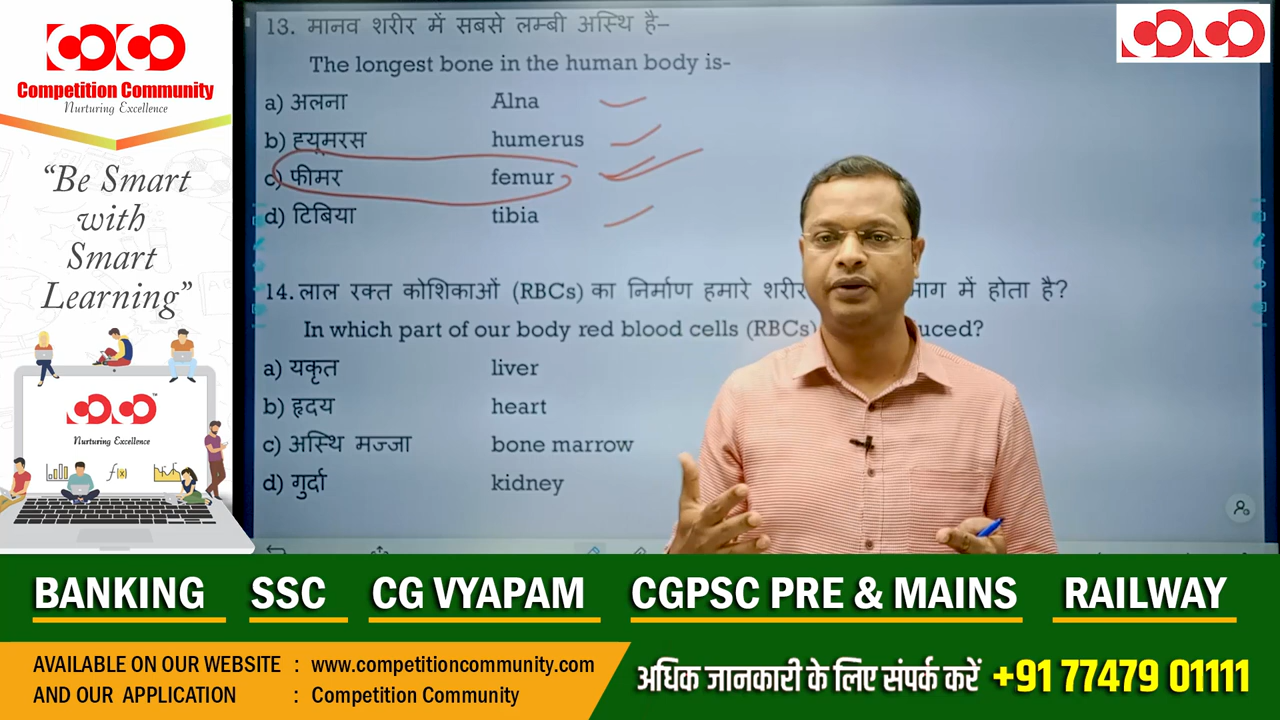 COCO
Competition Community
Nurturing Excellence
“Be Smart
with
Smart
Learning”
COCO
Nurturing Excellence
f(x)
COCO
13. मानव शरीर में सबसे लम्बी अस्थि है–
The longest bone in the human body is-
a) अलना Alna
b) ह्यूमरस humerus
c) फीमर femur
d) टिबिया tibia
14. लाल रक्त कोशिकाओं (RBCs) का निर्माण हमारे शरीर भाग में होता है?
In which part of our body red blood cells (RBCs) uced?
a) यकृत liver
b) हृदय heart
c) अस्थि मज्जा bone marrow
d) गुर्दा kidney
BANKING SSC CG VYAPAM CGPSC PRE & MAINS RAILWAY
AVAILABLE ON OUR WEBSITE : www.competitioncommunity.com
AND OUR APPLICATION : Competition Community
अधिक जानकारी के लिए संपर्क करें +91 77479 01111